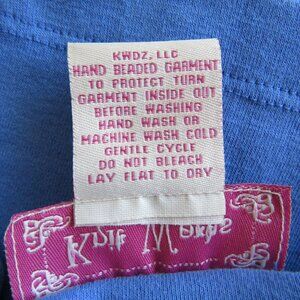 KWDZ, LLC
HAND BEADED GARMENT
TO PROTECT TURN
GARMENT INSIDE OUT
BEFORE WASHING
HAND WASH OR
MACHINE WASH COLD
GENTLE CYCLE
DO NOT BLEACH
LAY FLAT TO DRY